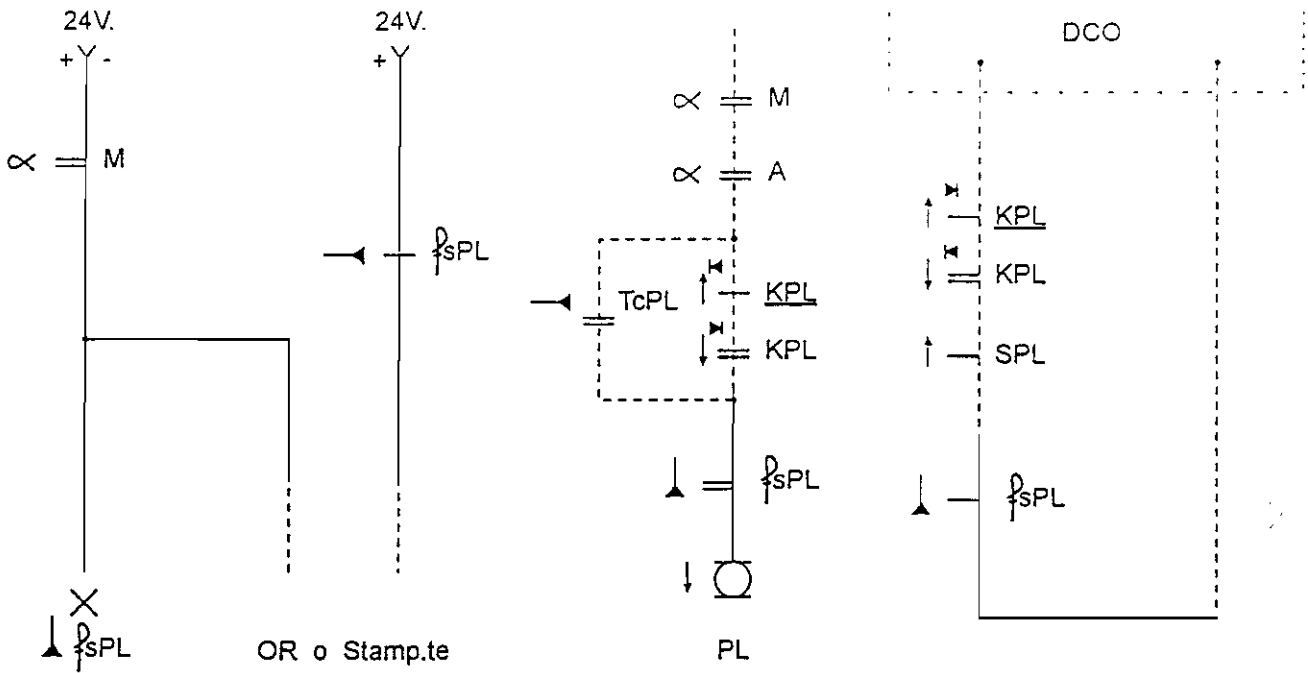 24V.
+ -
M
sPL
24V.
+
sPL
OR o Stamp.te
M
A
TcPL
KPL
KPL
sPL
PL
DCO
KPL
KPL
SPL
sPL